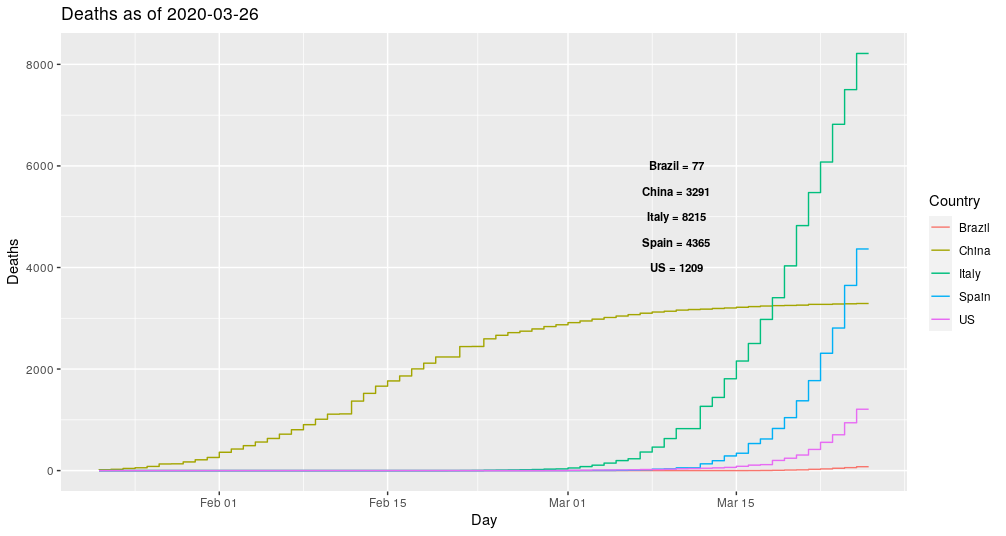 Deaths as of 2020-03-26
8000
6000
4000
2000
0
Deaths
Brazil = 77
China = 3291
Italy = 8215
Spain = 4365
US = 1209
Feb 01
Feb 15
Mar 01
Mar 15
Day
Country
Brazil
China
Italy
Spain
US